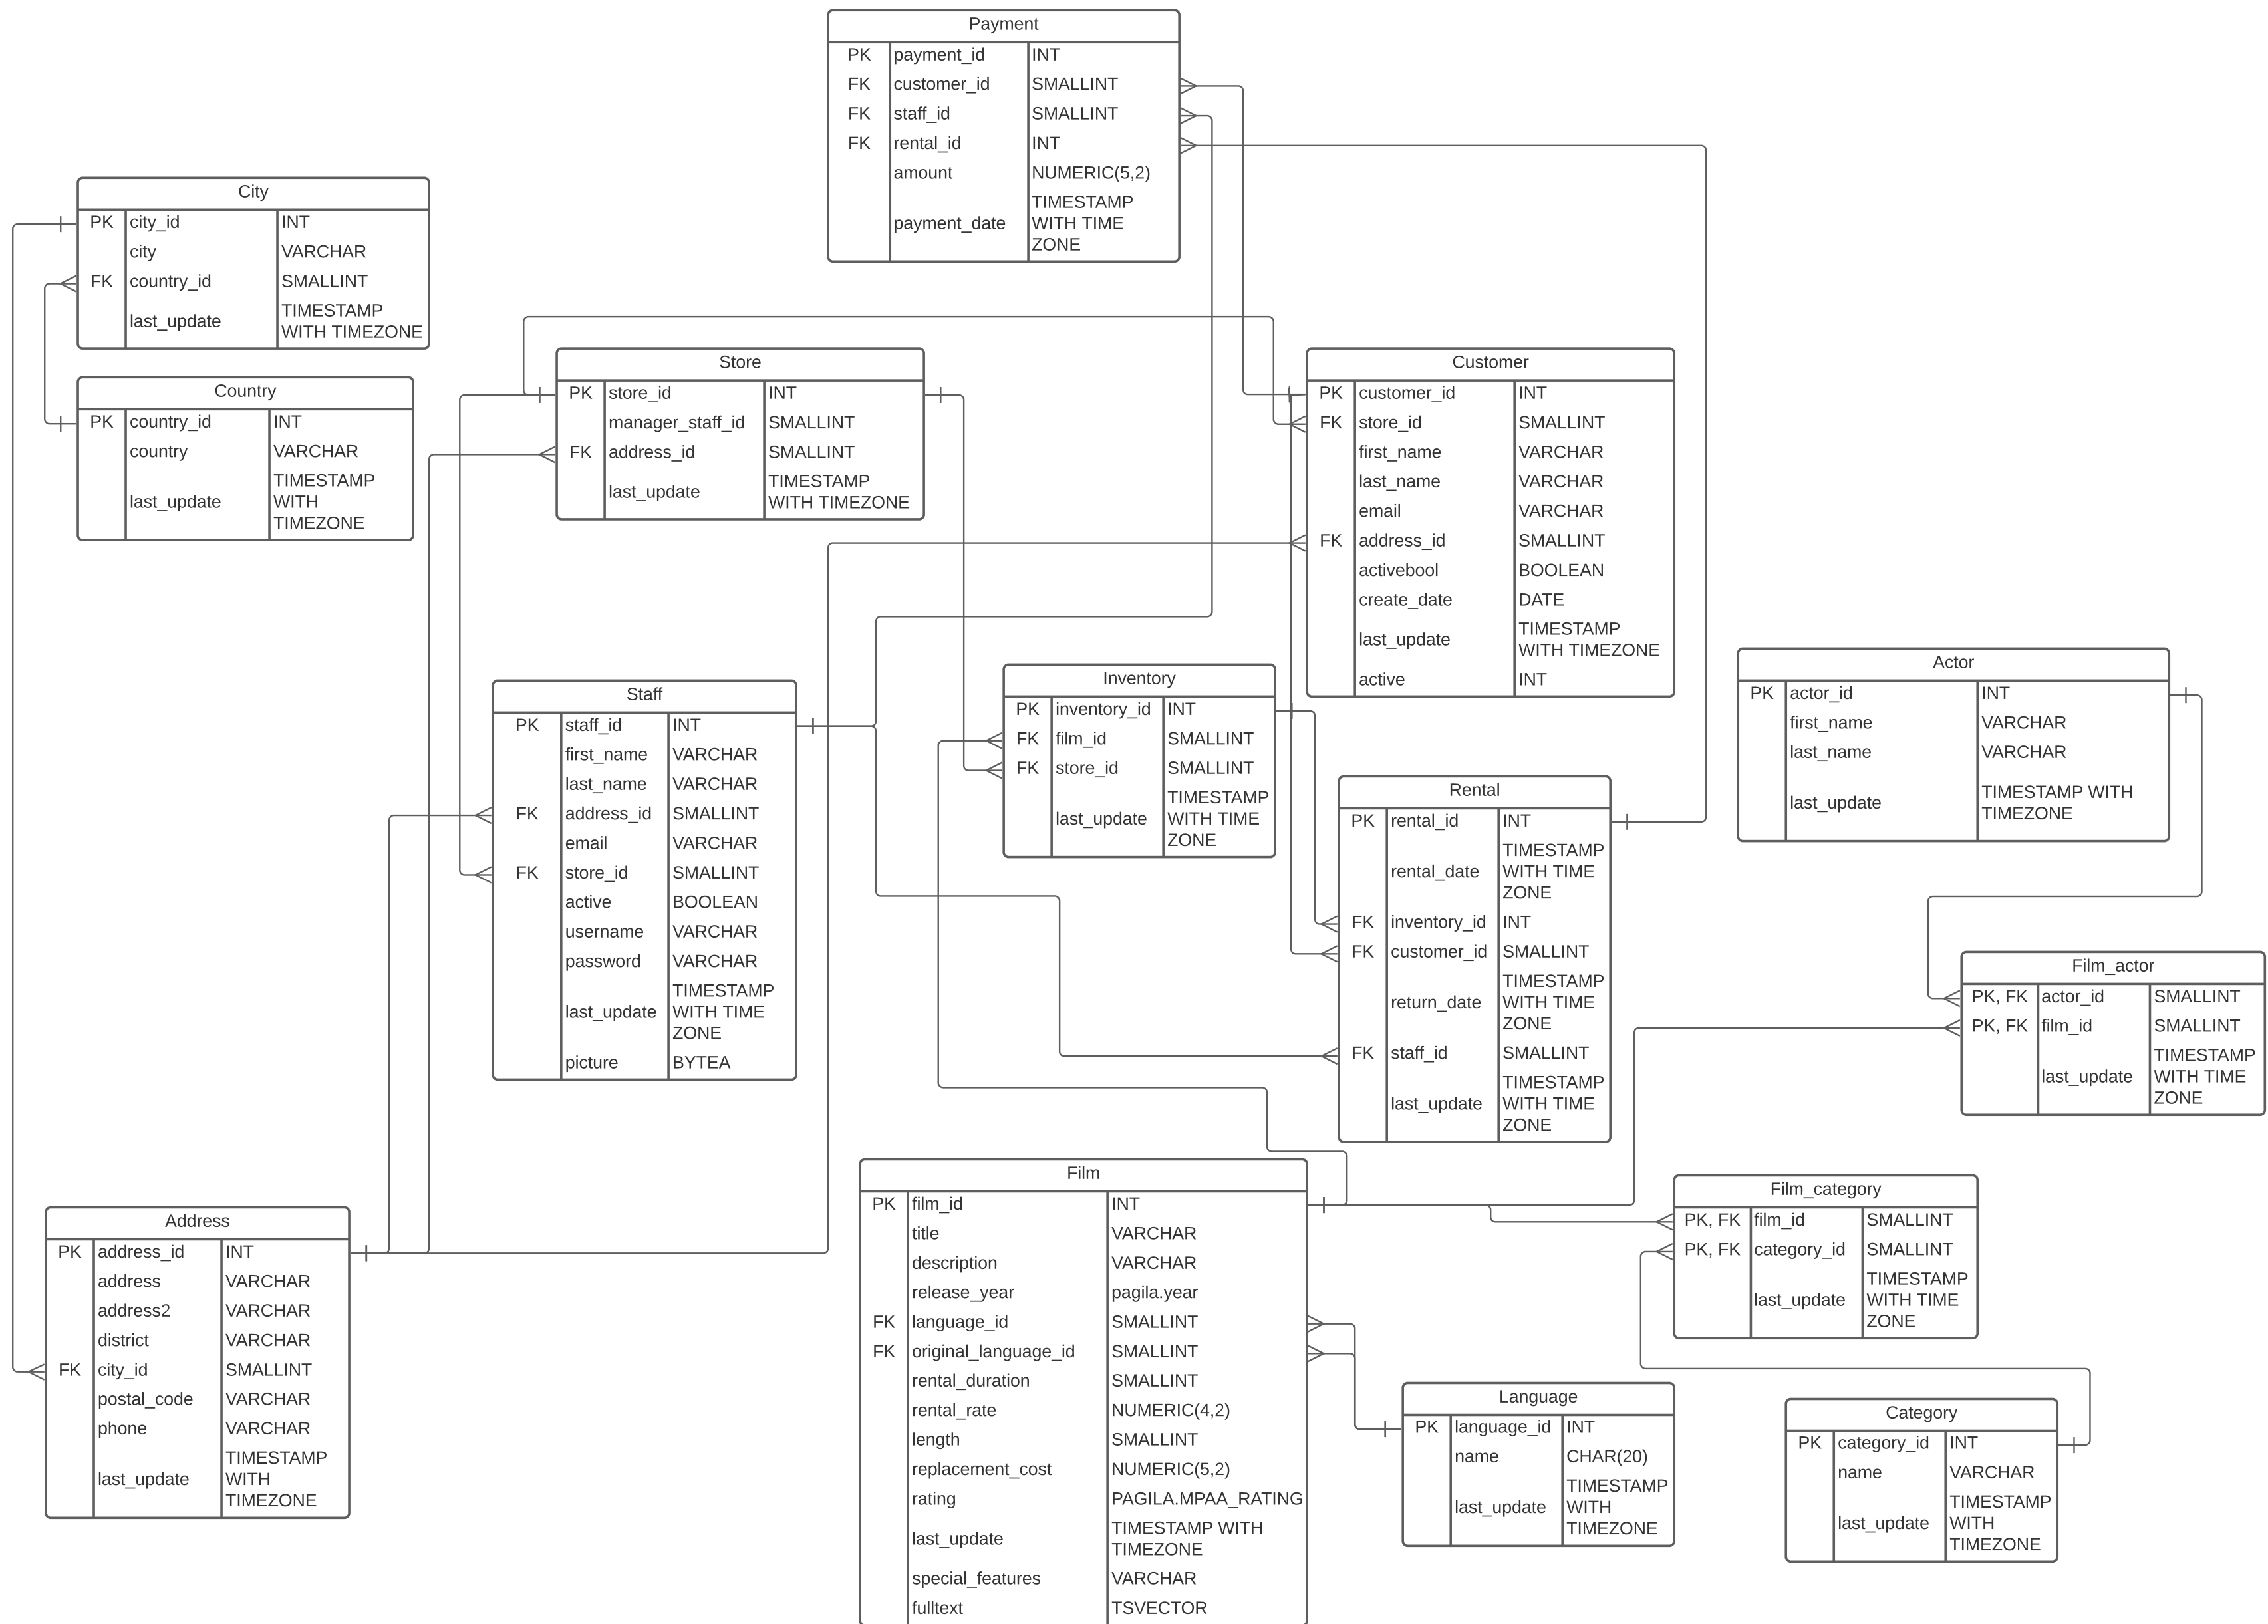 Payment
PK payment_id INT
FK customer_id SMALLINT
FK staff_id SMALLINT
FK rental_id INT
amount NUMERIC(5,2)
payment_date TIMESTAMP
WITH TIME
ZONE
City
PK city_id INT
city VARCHAR
FK country_id SMALLINT
last_update TIMESTAMP
WITH TIMEZONE
Country
PK country_id INT
country VARCHAR
last_update TIMESTAMP
WITH
TIMEZONE
Store
PK store_id INT
manager_staff_id SMALLINT
FK address_id SMALLINT
last_update TIMESTAMP
WITH TIMEZONE
Customer
PK customer_id INT
FK store_id SMALLINT
first_name VARCHAR
last_name VARCHAR
email VARCHAR
FK address_id SMALLINT
activebool BOOLEAN
create_date DATE
last_update TIMESTAMP
WITH TIMEZONE
active INT
Staff
PK staff_id INT
first_name VARCHAR
last_name VARCHAR
FK address_id SMALLINT
email VARCHAR
FK store_id SMALLINT
active BOOLEAN
username VARCHAR
password VARCHAR
last_update TIMESTAMP
WITH TIME
ZONE
picture BYTEA
Inventory
PK inventory_id INT
FK film_id SMALLINT
FK store_id SMALLINT
last_update TIMESTAMP
WITH TIME
ZONE
Rental
PK rental_id INT
rental_date TIMESTAMP
WITH TIME
ZONE
FK inventory_id INT
FK customer_id SMALLINT
return_date TIMESTAMP
WITH TIME
ZONE
FK staff_id SMALLINT
last_update TIMESTAMP
WITH TIME
ZONE
Actor
PK actor_id INT
first_name VARCHAR
last_name VARCHAR
last_update TIMESTAMP WITH
TIMEZONE
Film_actor
PK, FK actor_id SMALLINT
PK, FK film_id SMALLINT
last_update TIMESTAMP
WITH TIME
ZONE
Address
PK address_id INT
address VARCHAR
address2 VARCHAR
district VARCHAR
FK city_id SMALLINT
postal_code VARCHAR
phone VARCHAR
last_update TIMESTAMP
WITH
TIMEZONE
Film
PK film_id INT
title VARCHAR
description VARCHAR
release_year pagila.year
FK language_id SMALLINT
FK original_language_id SMALLINT
rental_duration SMALLINT
rental_rate NUMERIC(4,2)
length SMALLINT
replacement_cost NUMERIC(5,2)
rating PAGILA.MPAA_RATING
last_update TIMESTAMP WITH
TIMEZONE
special_features VARCHAR
fulltext TSVECTOR
Film_category
PK, FK film_id SMALLINT
PK, FK category_id SMALLINT
last_update TIMESTAMP
WITH TIME
ZONE
Language
PK language_id INT
name CHAR(20)
last_update TIMESTAMP
WITH
TIMEZONE
Category
PK category_id INT
name VARCHAR
last_update TIMESTAMP
WITH
TIMEZONE